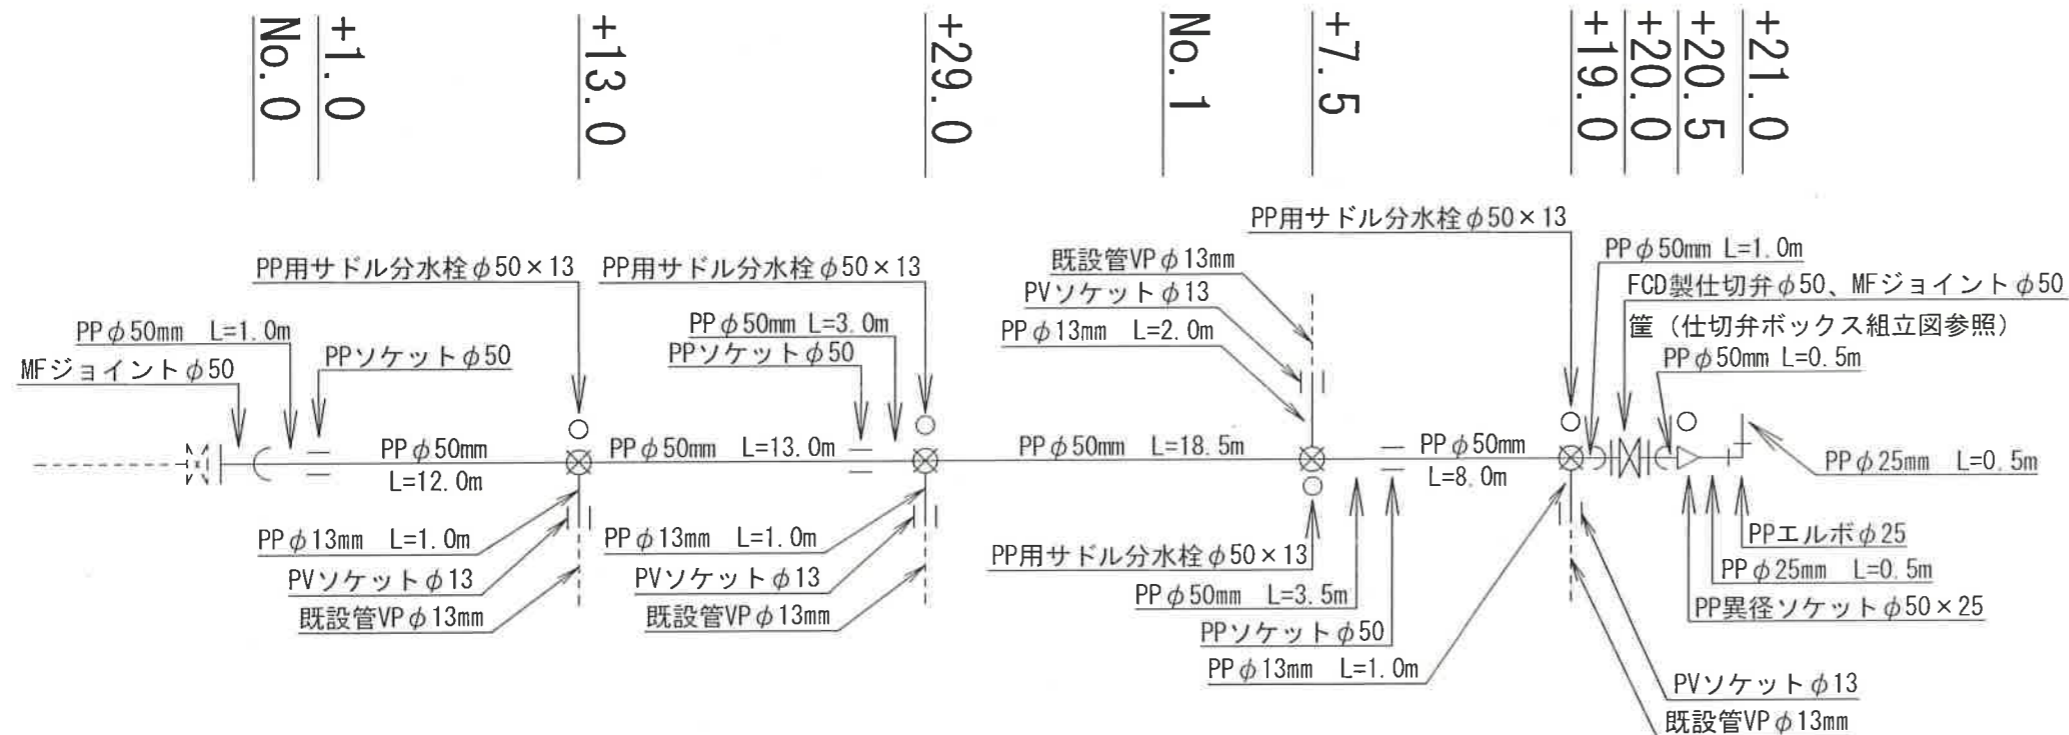 No. 0
+1. 0
+13. 0
+29. 0
No. 1
+7. 5
+19. 0
+20. 0
+20. 5
+21. 0
PP用サドル分水栓φ50×13
PP用サドル分水栓φ50×13
PP用サドル分水栓φ50×13
既設管VPφ13mm
PVソケットφ13
PPφ13mm L=2. 0m
PPφ50mm L=1. 0m
FCD製仕切弁φ50、MFジョイントφ50
筐（仕切弁ボックス組立図参照）
PPφ50mm L=0. 5m
PPφ50mm L=1. 0m
MFジョイントφ50
PPソケットφ50
PPφ50mm L=3. 0m
PPソケットφ50
PPφ50mm
L=12. 0m
PPφ50mm L=13. 0m
PPφ50mm L=18. 5m
PPφ50mm
L=8. 0m
PPφ25mm L=0. 5m
PPφ13mm L=1. 0m
PVソケットφ13
既設管VPφ13mm
PPφ13mm L=1. 0m
PVソケットφ13
既設管VPφ13mm
PP用サドル分水栓φ50×13
PPφ50mm L=3. 5m
PPソケットφ50
PPφ13mm L=1. 0m
PPエルボφ25
PPφ25mm L=0. 5m
PP異径ソケットφ50×25
PVソケットφ13
既設管VPφ13mm